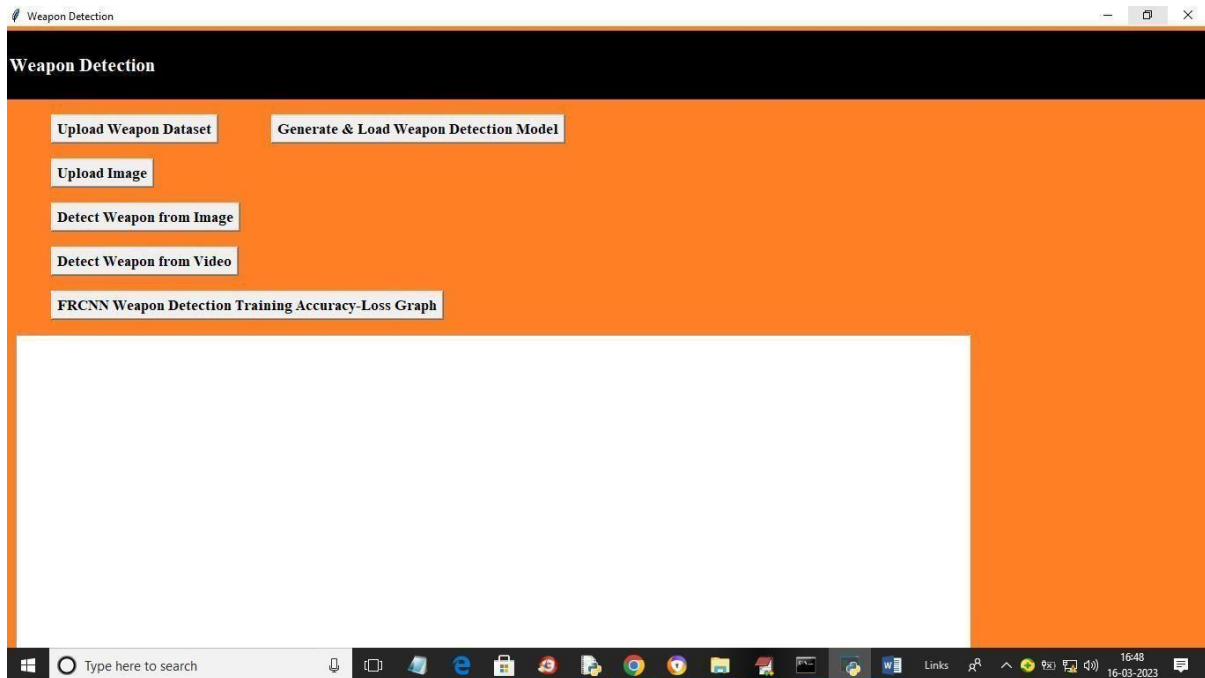 Weapon Detection
Weapon Detection
Upload Weapon Dataset
Generate & Load Weapon Detection Model
Upload Image
Detect Weapon from Image
Detect Weapon from Video
FRCNN Weapon Detection Training Accuracy-Loss Graph
Type here to search
Links
16:48
16-03-2023